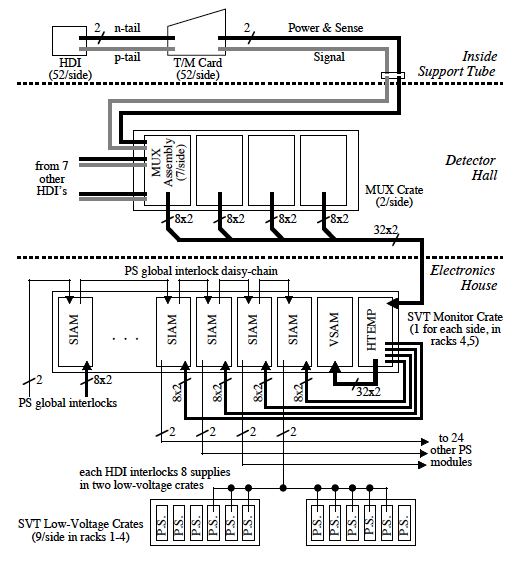 2 n-tail 2 Power & Sense
p-tail Signal
HDI
(52/side)
T/M Card
(52/side)
Inside
Support Tube
MUX
Assembly
(7/side)
from 7
other
HDI's
Detector
Hall
MUX Crate
(2/side)
8x2 8x2 8x2 8x2
32x2
PS global interlock daisy-chain
Electronics
House
SIAM . . . SIAM SIAM SIAM SIAM VSAM HTEMP
SVT Monitor Crate
(1 for each side, in
racks 4,5)
2 8x2 8x2 8x2 8x2 8x2 32x2
PS global interlocks
2 2 2 2
to 24
other PS
modules
each HDI interlocks 8 supplies
in two low-voltage crates
SVT Low-Voltage Crates
(9/side in racks 1-4)
P.S. P.S. P.S. P.S. P.S. P.S. P.S. P.S. P.S. P.S. P.S. P.S.